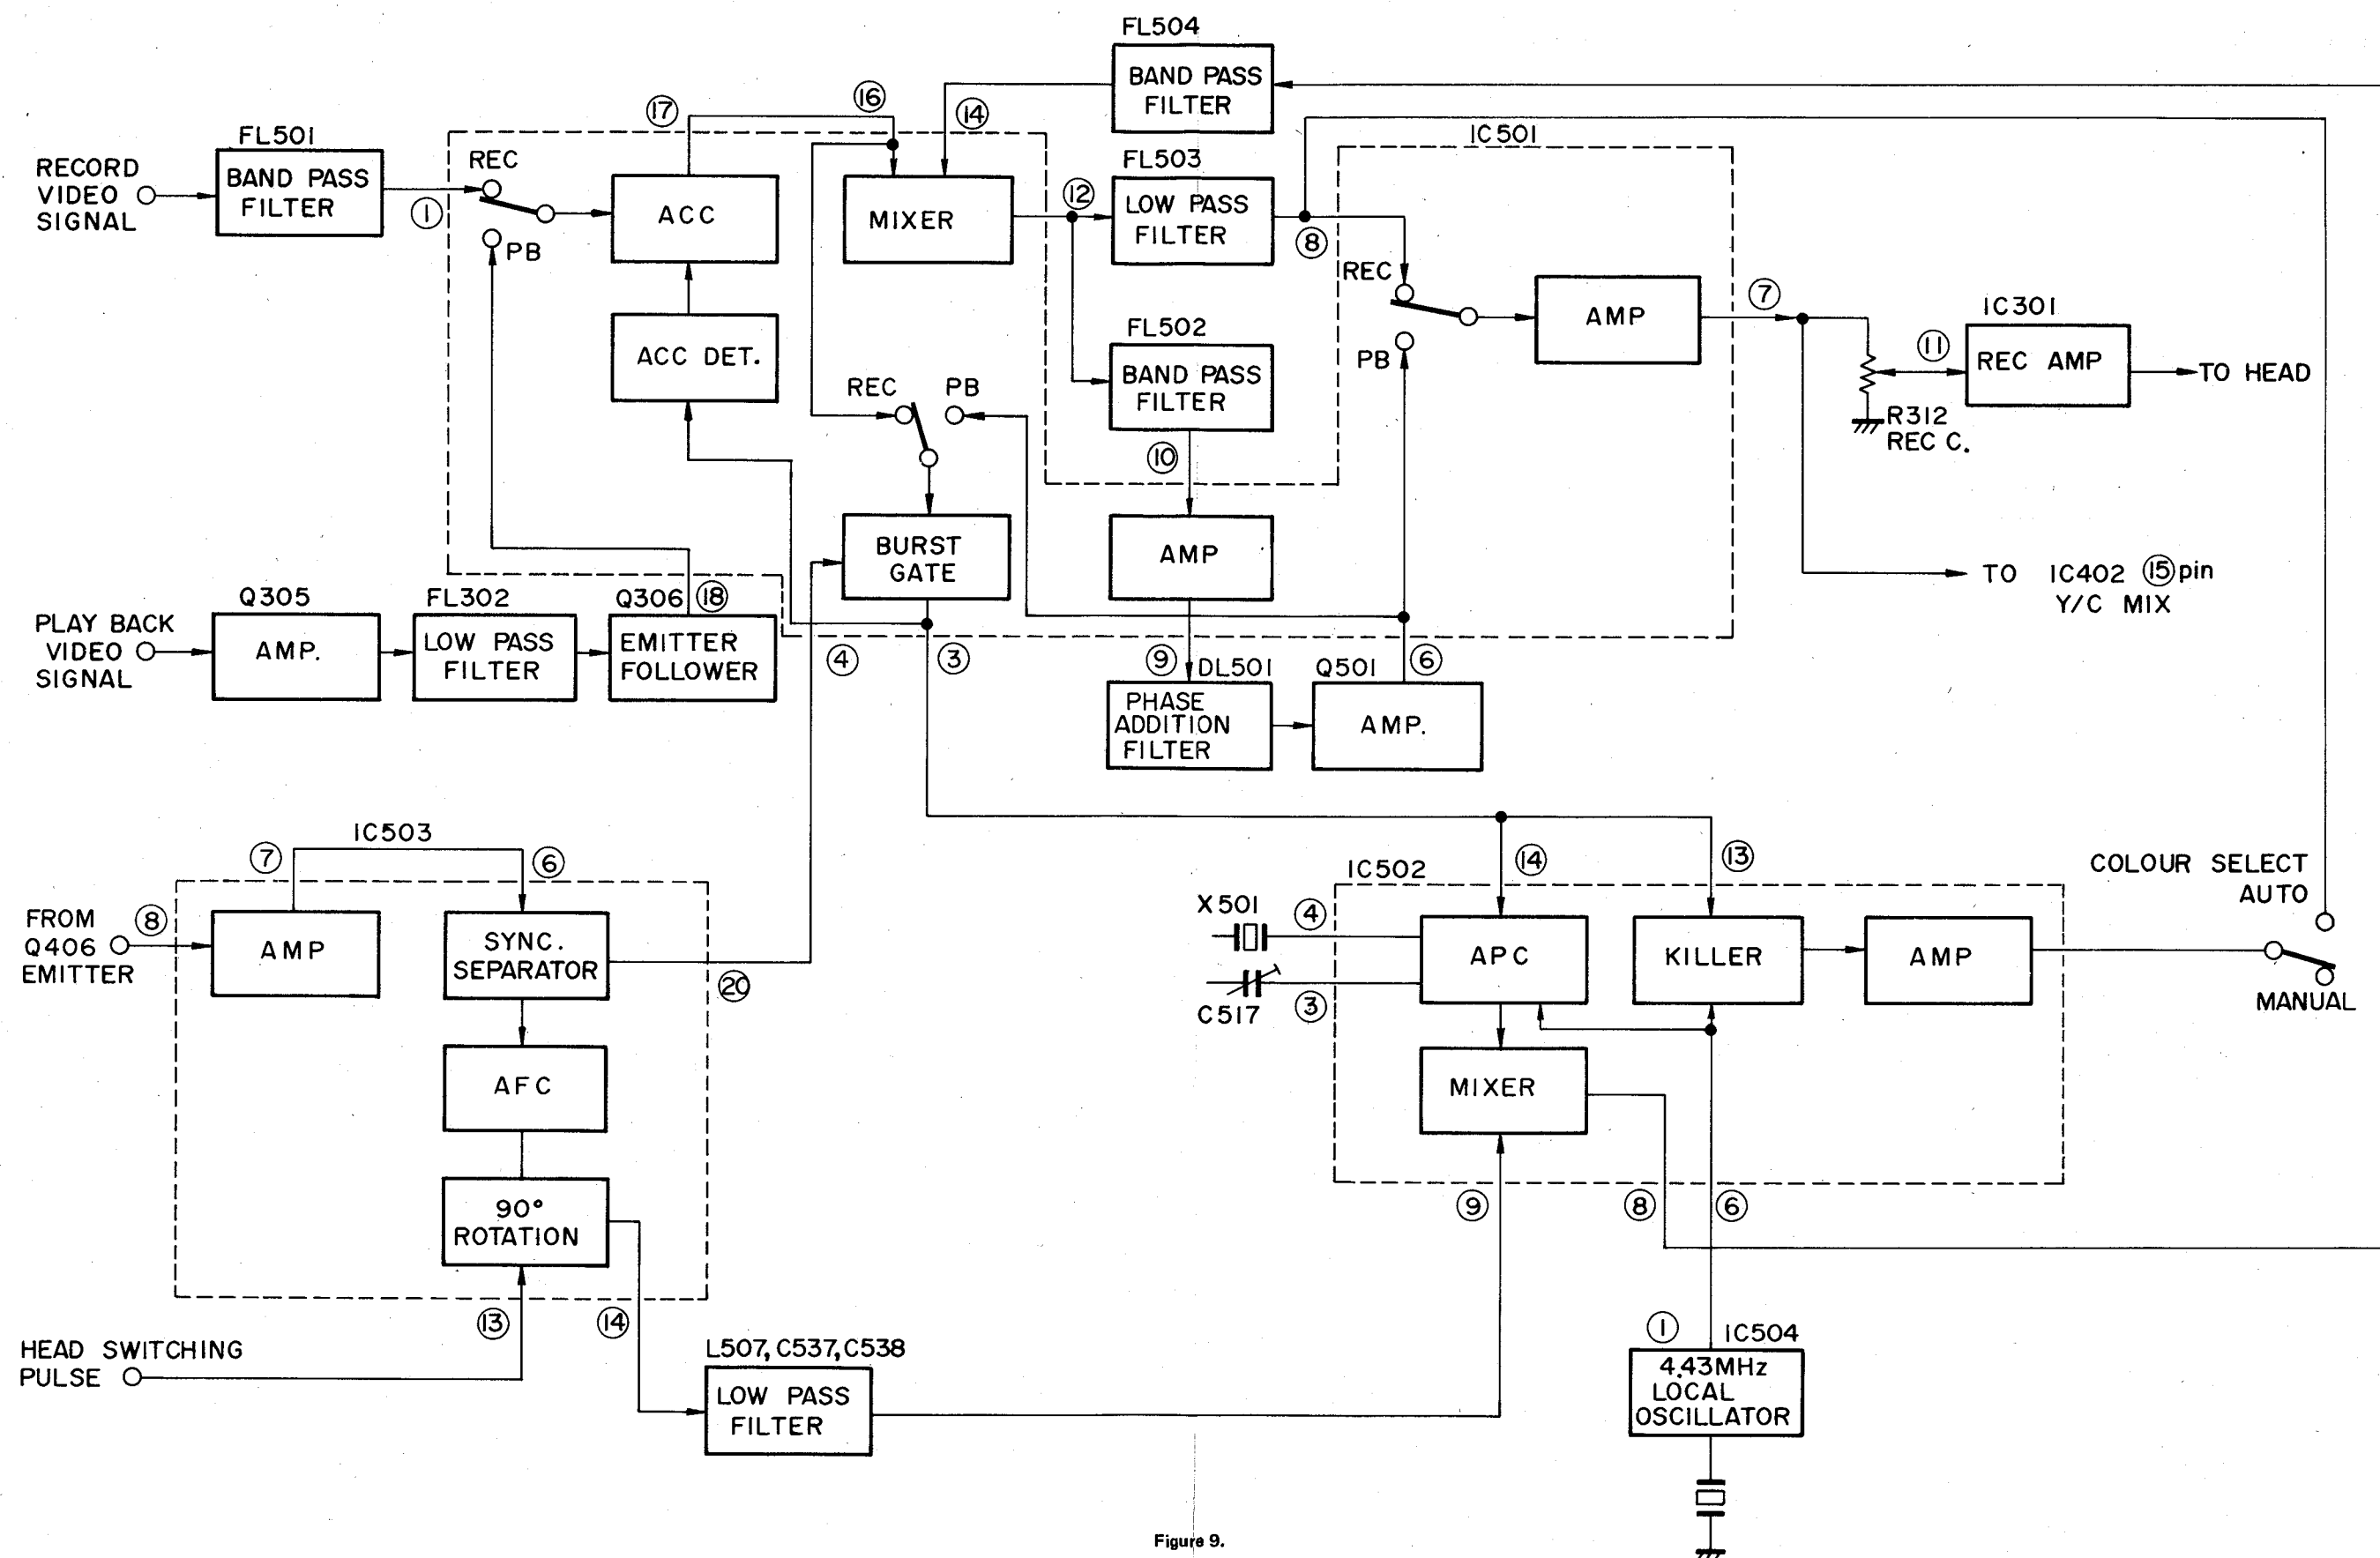 FL504
BAND PASS
FILTER
17
16
14
FL501
RECORD
VIDEO
SIGNAL
BAND PASS
FILTER
1
REC
PB
ACC
MIXER
12
FL503
LOW PASS
FILTER
8
IC501
REC
PB
AMP
7
IC301
11
REC AMP
TO HEAD
R312
REC C.
ACC DET.
FL502
BAND PASS
FILTER
REC PB
10
BURST
GATE
AMP
TO IC402 15 pin
Y/C MIX
Q305
FL302
Q306
18
PLAY BACK
VIDEO
SIGNAL
AMP.
LOW PASS
FILTER
EMITTER
FOLLOWER
4
3
9
DL501
Q501
6
PHASE
ADDITION
FILTER
AMP.
IC503
7
6
FROM
Q406
EMITTER
8
AMP
SYNC.
SEPARATOR
20
AFC
90°
ROTATION
13
14
HEAD SWITCHING
PULSE
L507, C537, C538
LOW PASS
FILTER
IC502
14
13
X501
4
C517
3
APC
KILLER
AMP
MIXER
COLOUR SELECT
AUTO
MANUAL
9
8
6
1
IC504
4.43MHz
LOCAL
OSCILLATOR
Figure 9.